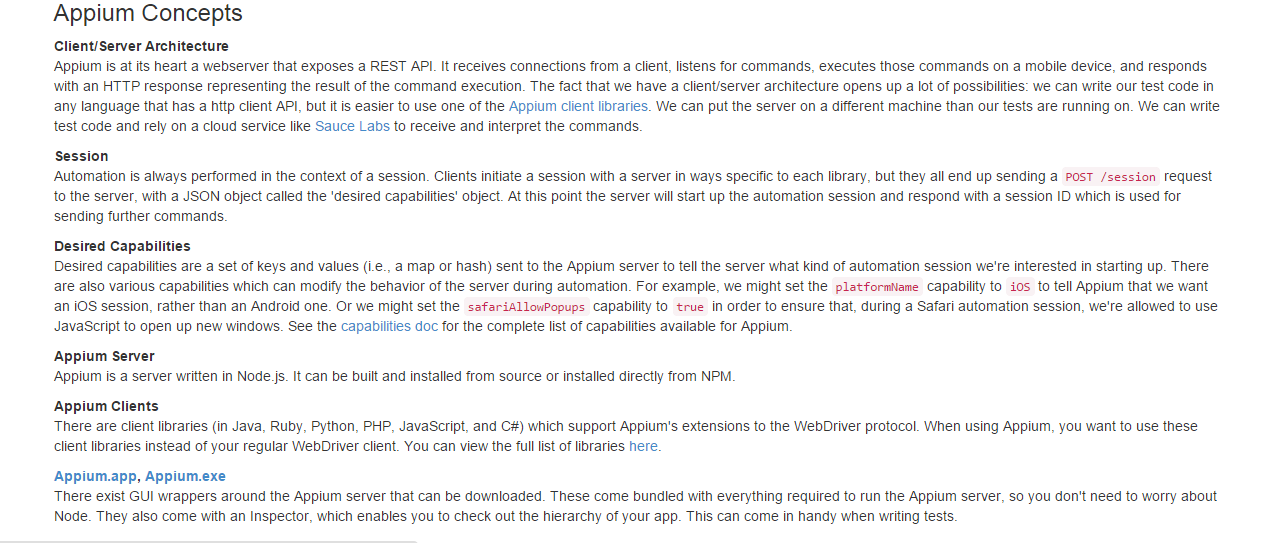 Appium Concepts
Client/Server Architecture
Appium is at its heart a webserver that exposes a REST API. It receives connections from a client, listens for commands, executes those commands on a mobile device, and responds
with an HTTP response representing the result of the command execution. The fact that we have a client/server architecture opens up a lot of possibilities: we can write our test code in
any language that has a http client API, but it is easier to use one of the Appium client libraries. We can put the server on a different machine than our tests are running on. We can write
test code and rely on a cloud service like Sauce Labs to receive and interpret the commands.
Session
Automation is always performed in the context of a session. Clients initiate a session with a server in ways specific to each library, but they all end up sending a POST /session request
to the server, with a JSON object called the 'desired capabilities' object. At this point the server will start up the automation session and respond with a session ID which is used for
sending further commands.
Desired Capabilities
Desired capabilities are a set of keys and values (i.e., a map or hash) sent to the Appium server to tell the server what kind of automation session we're interested in starting up. There
are also various capabilities which can modify the behavior of the server during automation. For example, we might set the platformName capability to iOS to tell Appium that we want
an iOS session, rather than an Android one. Or we might set the safariAllowPopups capability to true in order to ensure that, during a Safari automation session, we're allowed to use
JavaScript to open up new windows. See the capabilities doc for the complete list of capabilities available for Appium.
Appium Server
Appium is a server written in Node.js. It can be built and installed from source or installed directly from NPM.
Appium Clients
There are client libraries (in Java, Ruby, Python, PHP, JavaScript, and C#) which support Appium's extensions to the WebDriver protocol. When using Appium, you want to use these
client libraries instead of your regular WebDriver client. You can view the full list of libraries here.
Appium.app, Appium.exe
There exist GUI wrappers around the Appium server that can be downloaded. These come bundled with everything required to run the Appium server, so you don't need to worry about
Node. They also come with an Inspector, which enables you to check out the hierarchy of your app. This can come in handy when writing tests.